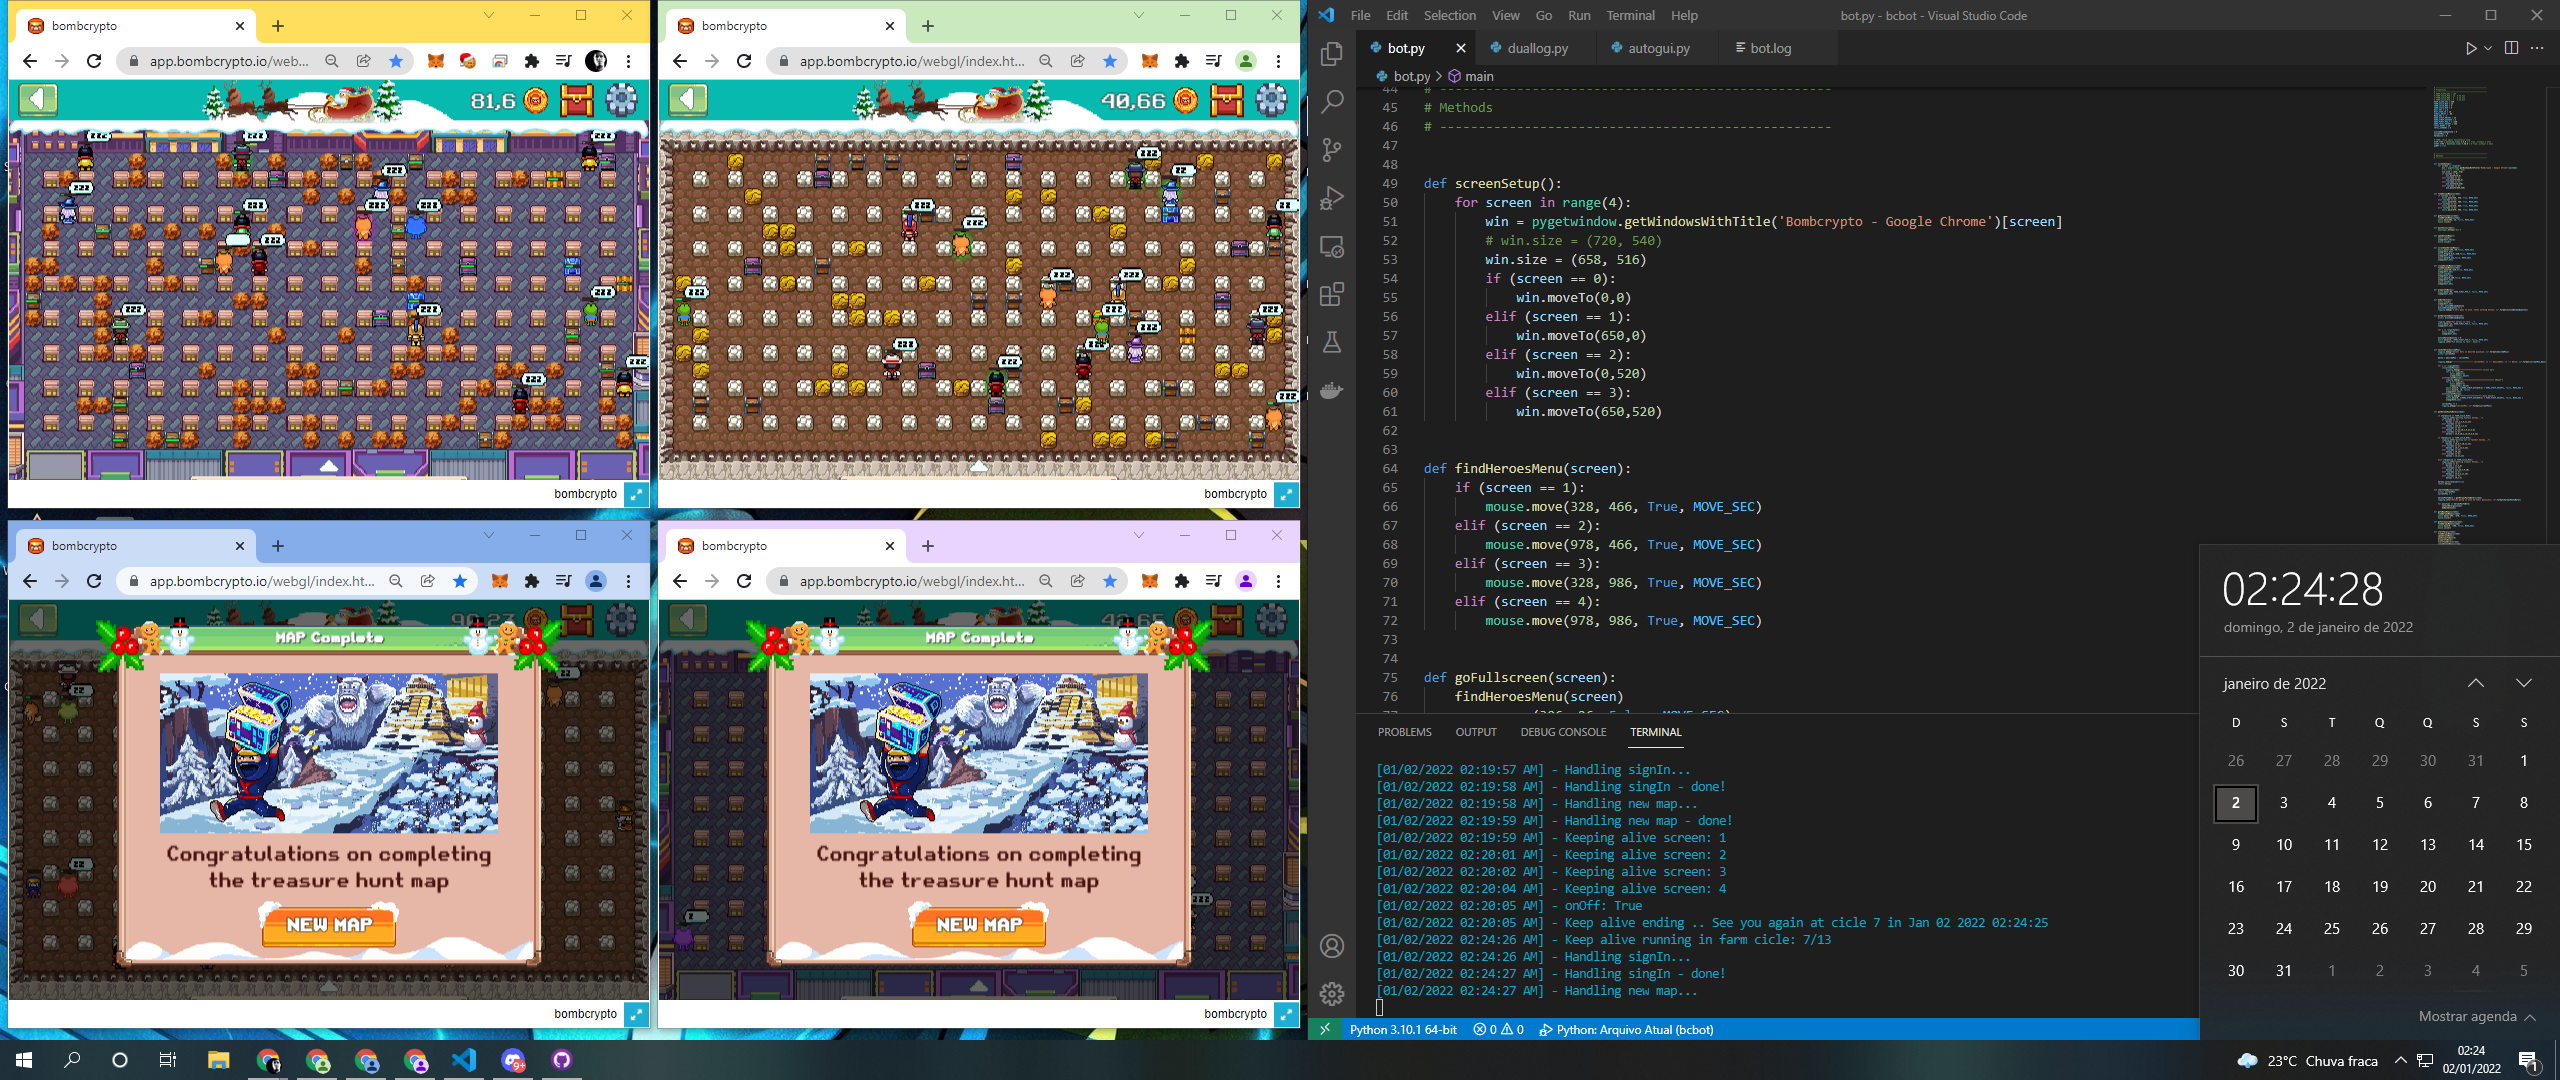 bombcrypto
app.bombcrypto.io/web...
81,6
bombcrypto
bombcrypto
app.bombcrypto.io/webgl/index.ht...
40,66
bombcrypto
bombcrypto
app.bombcrypto.io/webgl/index.ht...
MAP Complete
Congratulations on completing
the treasure hunt map
NEW MAP
bombcrypto
bombcrypto
app.bombcrypto.io/webgl/index.ht...
MAP Complete
Congratulations on completing
the treasure hunt map
NEW MAP
bombcrypto
File Edit Selection View Go Run Terminal Help
bot.py - bcbot - Visual Studio Code
bot.py duallog.py autogui.py bot.log
bot.py > main
44 # ---------------------------------------------------
45 # Methods
46 # ---------------------------------------------------
47
48
49 def screenSetup():
50 for screen in range(4):
51 win = pygetwindow.getWindowsWithTitle('Bombcrypto - Google Chrome')[screen]
52 # win.size = (720, 540)
53 win.size = (658, 516)
54 if (screen == 0):
55 win.moveTo(0,0)
56 elif (screen == 1):
57 win.moveTo(650,0)
58 elif (screen == 2):
59 win.moveTo(0,520)
60 elif (screen == 3):
61 win.moveTo(650,520)
62
63
64 def findHeroesMenu(screen):
65 if (screen == 1):
66 mouse.move(328, 466, True, MOVE_SEC)
67 elif (screen == 2):
68 mouse.move(978, 466, True, MOVE_SEC)
69 elif (screen == 3):
70 mouse.move(328, 986, True, MOVE_SEC)
71 elif (screen == 4):
72 mouse.move(978, 986, True, MOVE_SEC)
73
74
75 def goFullscreen(screen):
76 findHeroesMenu(screen)
PROBLEMS OUTPUT DEBUG CONSOLE TERMINAL
[01/02/2022 02:19:57 AM] - Handling signIn...
[01/02/2022 02:19:58 AM] - Handling singIn - done!
[01/02/2022 02:19:58 AM] - Handling new map...
[01/02/2022 02:19:59 AM] - Handling new map - done!
[01/02/2022 02:19:59 AM] - Keeping alive screen: 1
[01/02/2022 02:20:01 AM] - Keeping alive screen: 2
[01/02/2022 02:20:02 AM] - Keeping alive screen: 3
[01/02/2022 02:20:04 AM] - Keeping alive screen: 4
[01/02/2022 02:20:05 AM] - onOff: True
[01/02/2022 02:20:05 AM] - Keep alive ending .. See you again at cicle 7 in Jan 02 2022 02:24:25
[01/02/2022 02:24:26 AM] - Keep alive running in farm cicle: 7/13
[01/02/2022 02:24:26 AM] - Handling signIn...
[01/02/2022 02:24:27 AM] - Handling singIn - done!
[01/02/2022 02:24:27 AM] - Handling new map...
Python 3.10.1 64-bit 0 0 Python: Arquivo Atual (bcbot)
02:24:28
domingo, 2 de janeiro de 2022
janeiro de 2022
D S T Q Q S S
26 27 28 29 30 31 1
2 3 4 5 6 7 8
9 10 11 12 13 14 15
16 17 18 19 20 21 22
23 24 25 26 27 28 29
30 31 1 2 3 4 5
Mostrar agenda
9+
23°C Chuva fraca
02:24
02/01/2022
1